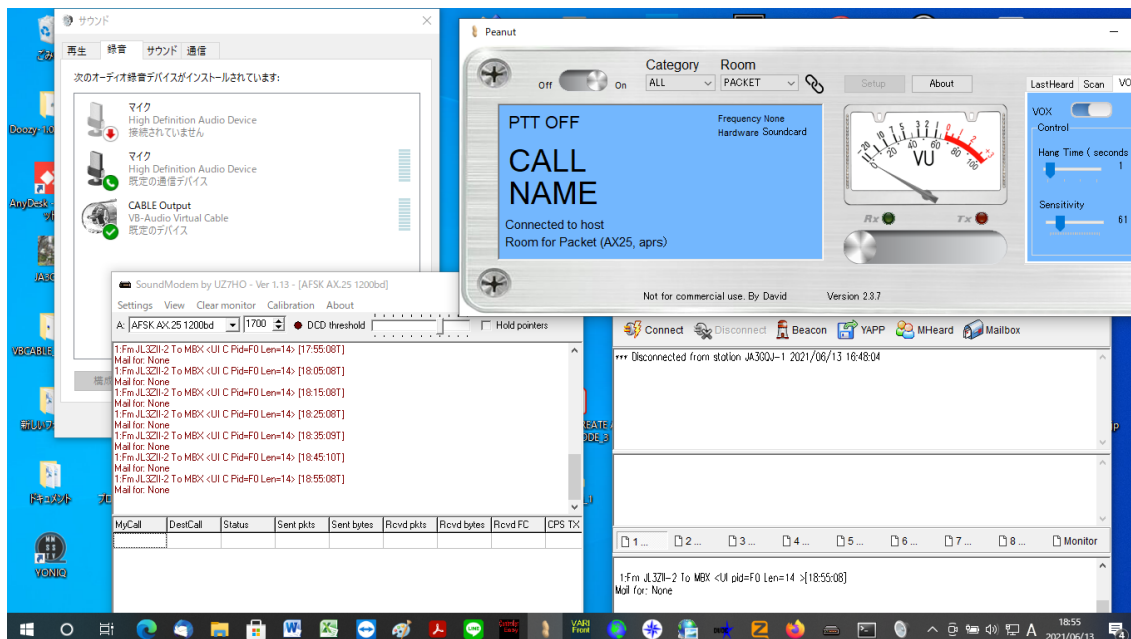 サウンド
再生 録音 サウンド 通信
次のオーディオ録音デバイスがインストールされています:
マイク
High Definition Audio Device
接続されていません
マイク
High Definition Audio Device
既定の通信デバイス
CABLE Output
VB-Audio Virtual Cable
既定のデバイス
Peanut
Off On
Category
ALL
Room
PACKET
Setup
About
LastHeard Scan
VOX
Control
Hang Time ( seconds
1
Sensitivity
61
PTT OFF
Frequency None
Hardware Soundcard
CALL
NAME
Connected to host
Room for Packet (AX25, aprs)
VU
Rx Tx
Not for commercial use. By David Version 2.3.7
SoundModem by UZ7HO - Ver 1.13 - [AFSK AX.25 1200bd]
Settings View Clear monitor Calibration About
A: AFSK AX.25 1200bd 1700 DCD threshold Hold pointers
1:Fm JL3ZII-2 To MBX <UI C Pid=F0 Len=14> [17:55:08T]
Mail for: None
1:Fm JL3ZII-2 To MBX <UI C Pid=F0 Len=14> [18:05:08T]
Mail for: None
1:Fm JL3ZII-2 To MBX <UI C Pid=F0 Len=14> [18:15:08T]
Mail for: None
1:Fm JL3ZII-2 To MBX <UI C Pid=F0 Len=14> [18:25:08T]
Mail for: None
1:Fm JL3ZII-2 To MBX <UI C Pid=F0 Len=14> [18:35:09T]
Mail for: None
1:Fm JL3ZII-2 To MBX <UI C Pid=F0 Len=14> [18:45:10T]
Mail for: None
1:Fm JL3ZII-2 To MBX <UI C Pid=F0 Len=14> [18:55:08T]
Mail for: None
MyCall DestCall Status Sent pkts Sent bytes Rcvd pkts Rcvd bytes Rcvd FC CPS TX
Connect Disconnect Beacon YAPP MHeard Mailbox
*** Disconnected from station JA3GQJ-1 2021/06/13 16:48:04
1 ... 2 ... 3 ... 4 ... 5 ... 6 ... 7 ... 8 ... Monitor
1:Fm JL3ZII-2 To MBX <UI pid=F0 Len=14 >[18:55:08]
Mail for: None
ドキュメント
VONIQ
18:55
2021/06/13